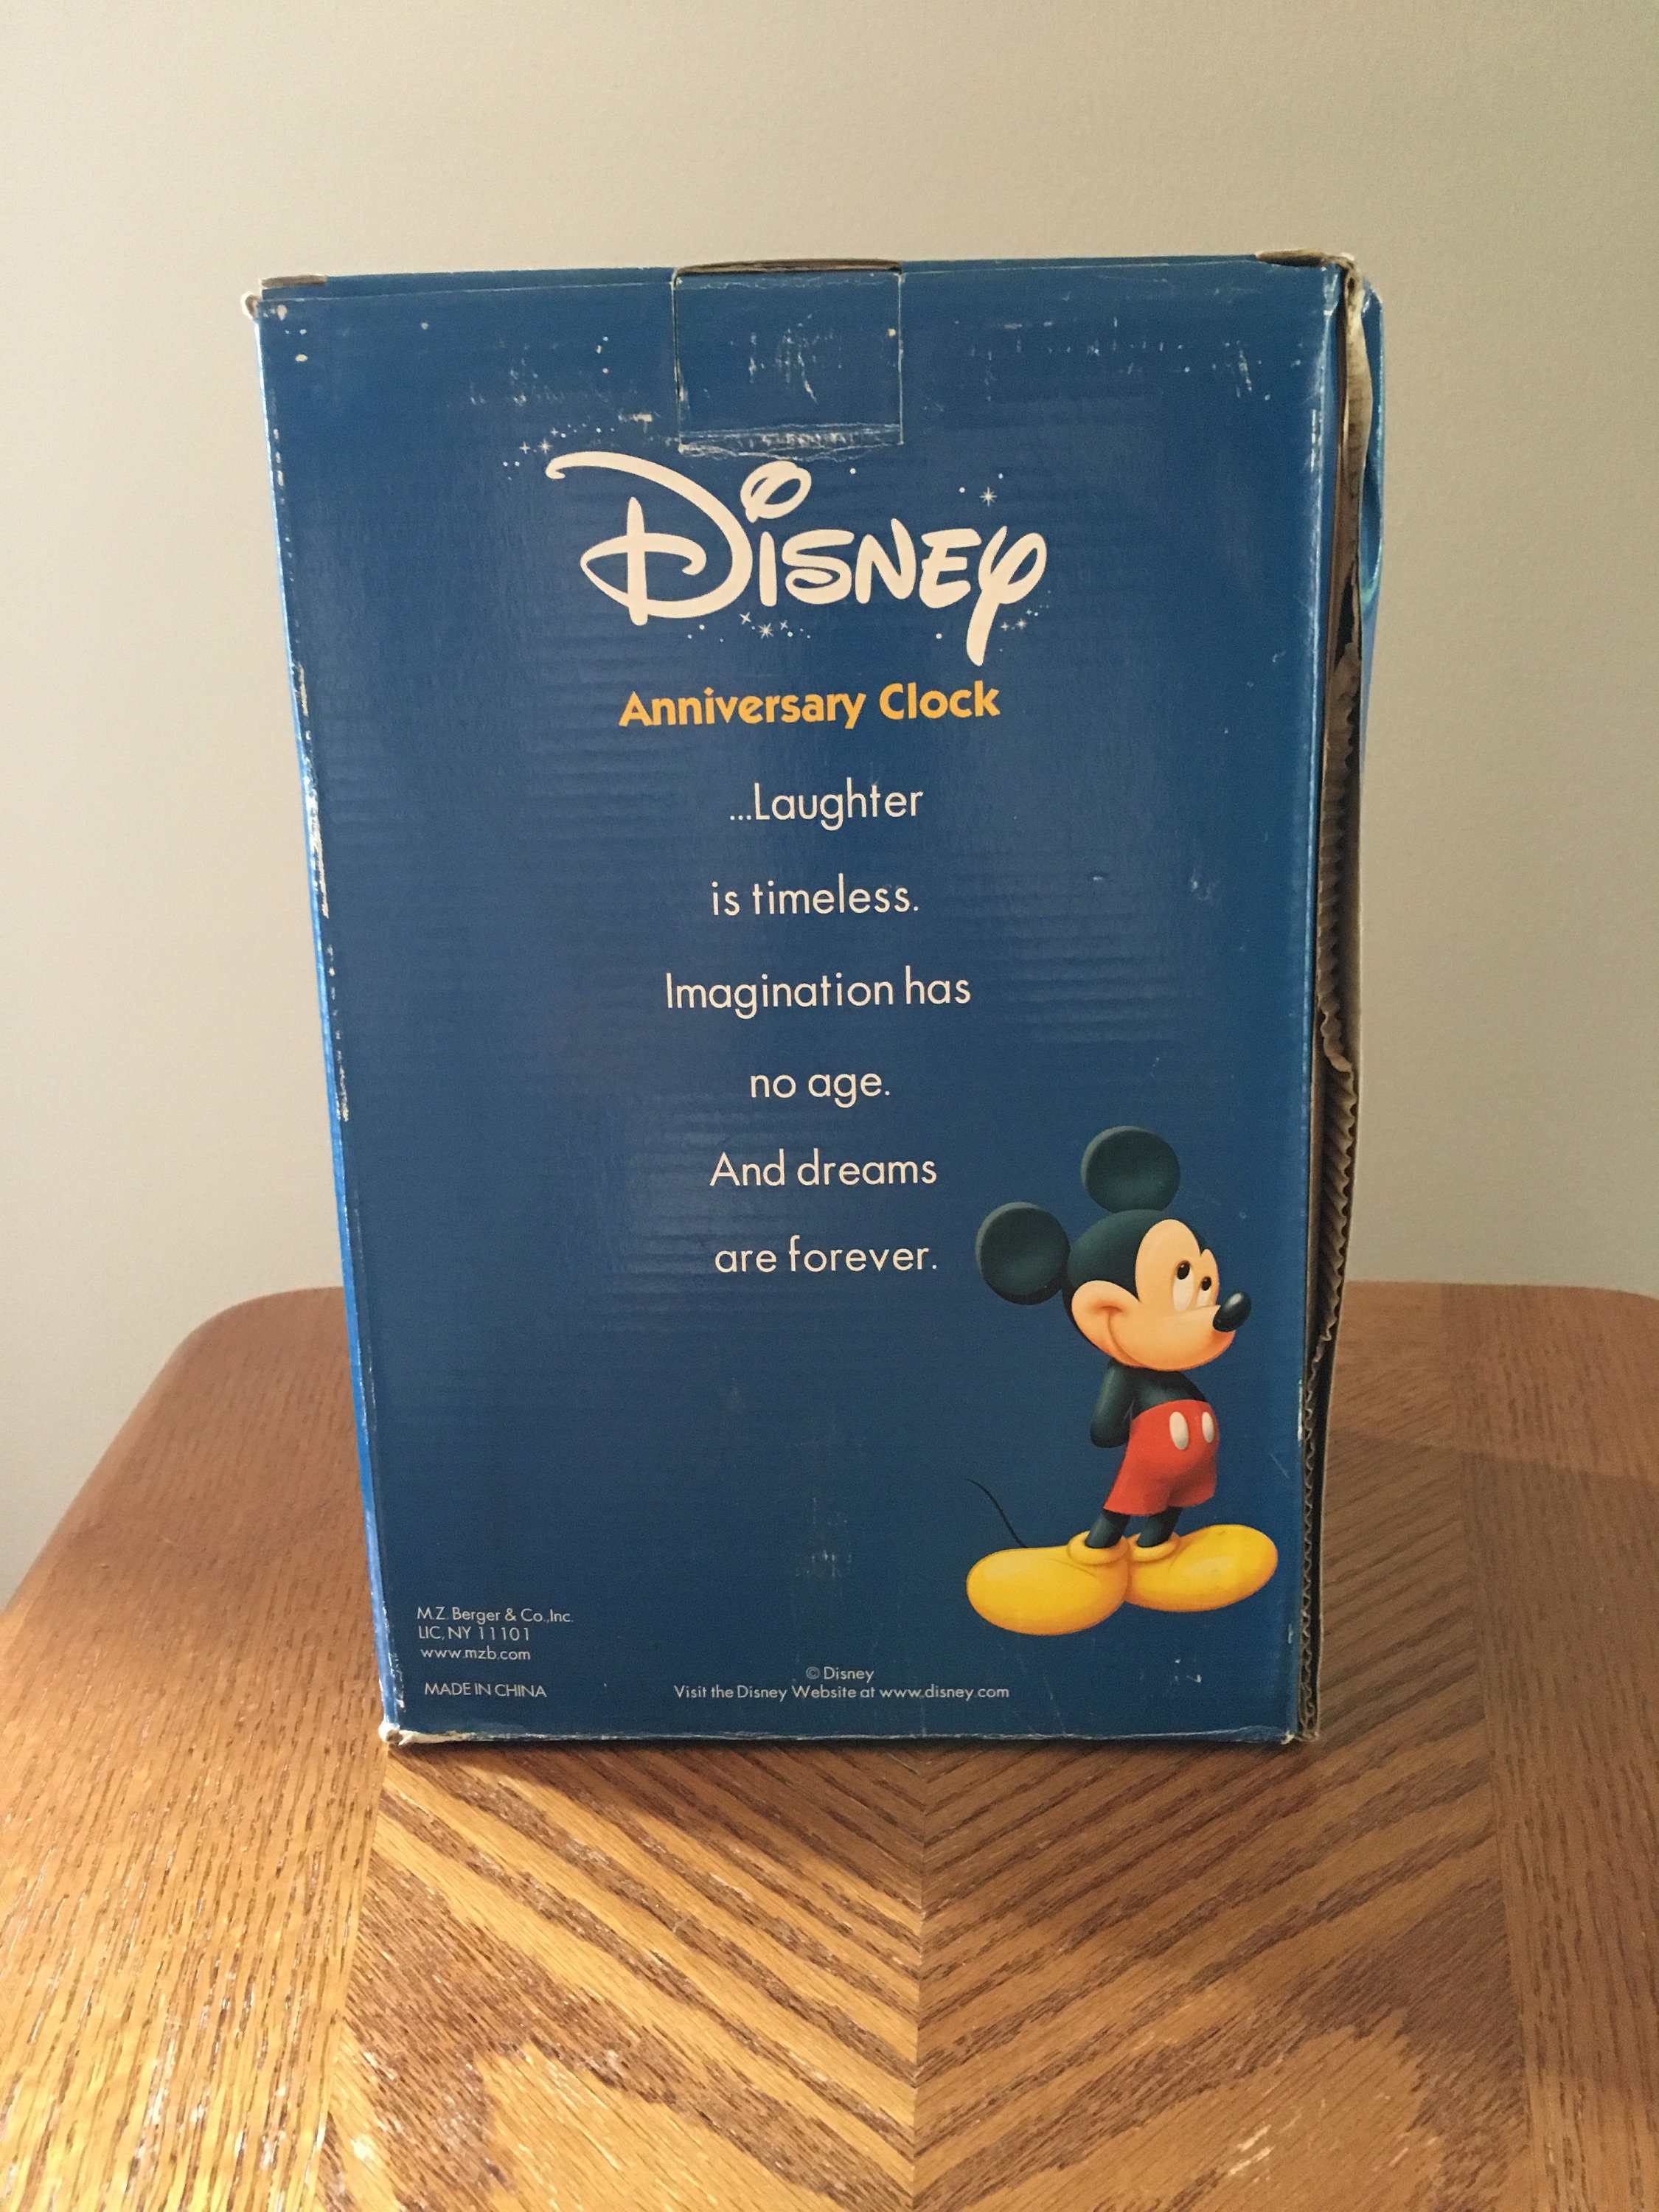 Disney
Anniversary Clock
...Laughter
is timeless.
Imagination has
no age.
And dreams
are forever.
M.Z. Berger & Co.,Inc.
LIC, NY 11101
www.mzb.com
MADE IN CHINA
© Disney
Visit the Disney Website at www.disney.com